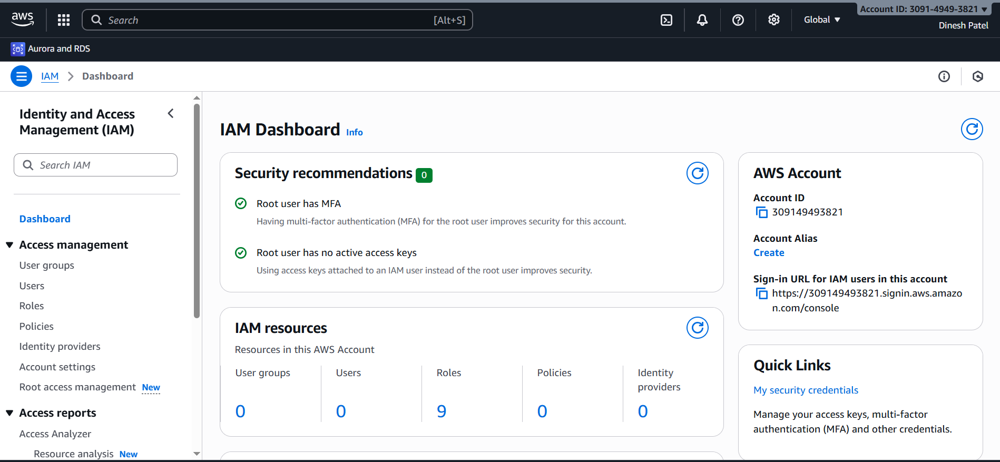 aws
Search
[Alt+S]
Global
Account ID: 3091-4949-3821
Dinesh Patel
Aurora and RDS
IAM
Dashboard
Identity and Access
Management (IAM)
Search IAM
Dashboard
Access management
User groups
Users
Roles
Policies
Identity providers
Account settings
Root access management New
Access reports
Access Analyzer
Resource analysis New
IAM Dashboard Info
Security recommendations 0
Root user has MFA
Having multi-factor authentication (MFA) for the root user improves security for this account.
Root user has no active access keys
Using access keys attached to an IAM user instead of the root user improves security.
IAM resources
Resources in this AWS Account
User groups
0
Users
0
Roles
9
Policies
0
Identity
providers
0
AWS Account
Account ID
309149493821
Account Alias
Create
Sign-in URL for IAM users in this account
https://309149493821.signin.aws.amazo
n.com/console
Quick Links
My security credentials
Manage your access keys, multi-factor
authentication (MFA) and other credentials.